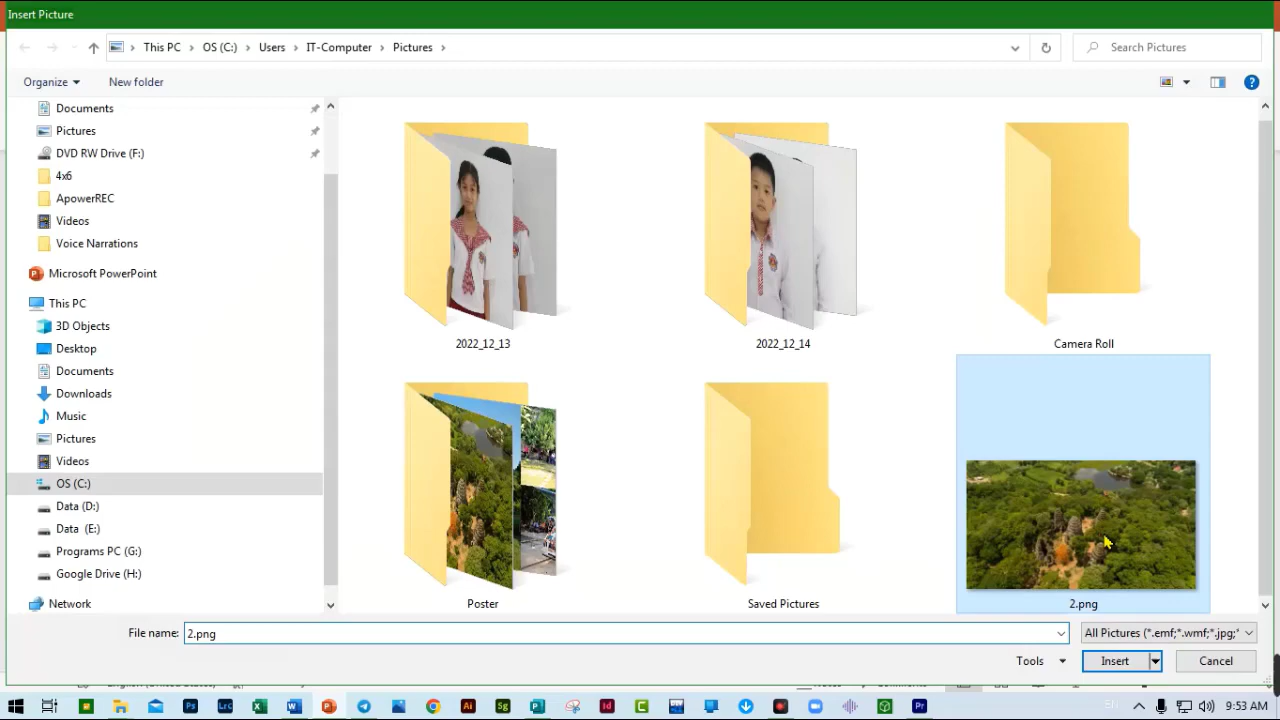 Insert Picture
This PC
OS (C:)
Users
IT-Computer
Pictures
Search Pictures
Organize
New folder
Documents
Pictures
DVD RW Drive (F:)
4x6
ApowerREC
Videos
Voice Narrations
Microsoft PowerPoint
This PC
3D Objects
Desktop
Documents
Downloads
Music
Pictures
Videos
OS (C:)
Data (D:)
Data (E:)
Programs PC (G:)
Google Drive (H:)
Network
2022_12_13
2022_12_14
Camera Roll
Poster
Saved Pictures
2.png
File name:
2.png
All Pictures (*.emf;*.wmf;*.jpg;*
Tools
Insert
Cancel
EN
9:53 AM